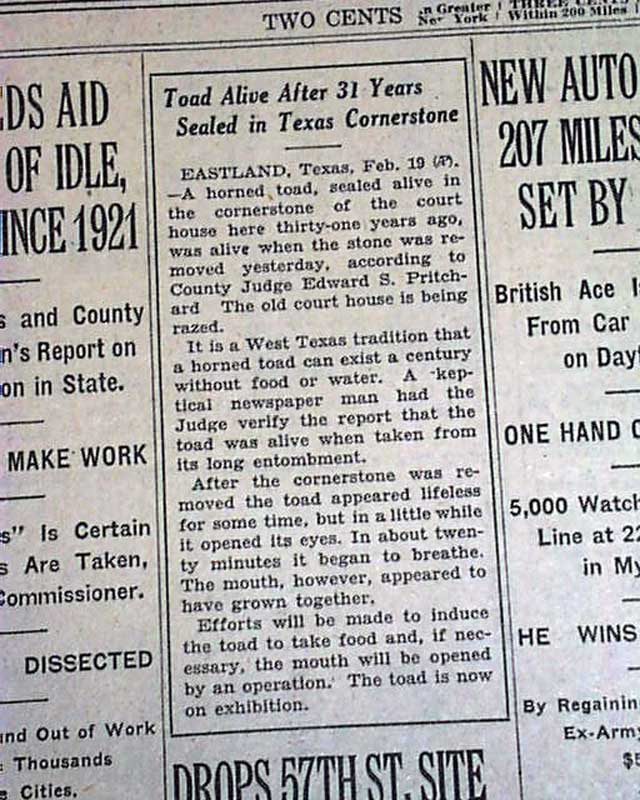 TWO CENTS
n Greater
New York
THREE CENTS
Within 200 Miles
EDS AID
OF IDLE,
INCE 1921
s and County
n's Report on
on in State.
MAKE WORK
s" Is Certain
s Are Taken,
Commissioner.
DISSECTED
and Out of Work
Thousands
Cities.
Toad Alive After 31 Years
Sealed in Texas Cornerstone
EASTLAND, Texas, Feb. 19 (AP).
—A horned toad, sealed alive in
the cornerstone of the court
house here thirty-one years ago,
was alive when the stone was re-
moved yesterday, according to
County Judge Edward S. Pritch-
ard The old court house is being
razed.
It is a West Texas tradition that
a horned toad can exist a century
without food or water. A kep-
tical newspaper man had the
Judge verify the report that the
toad was alive when taken from
its long entombment.
After the cornerstone was re-
moved the toad appeared lifeless
for some time, but in a little while
it opened its eyes. In about twen-
ty minutes it began to breathe.
The mouth, however, appeared to
have grown together.
Efforts will be made to induce
the toad to take food and, if nec-
essary, the mouth will be opened
by an operation. The toad is now
on exhibition.
DROPS 57TH ST. SITE
NEW AUTO
207 MILES
SET BY
British Ace I
From Car
on Dayt
ONE HAND O
5,000 Watch
Line at 22
in My
HE WINS
By Regainin
Ex-Army
$5